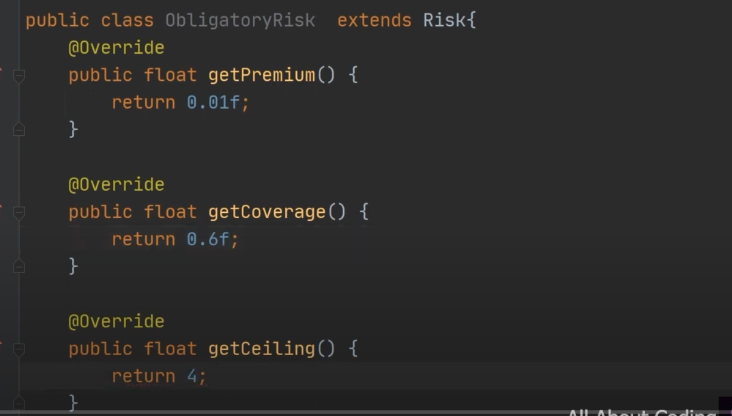 public class ObligatoryRisk  extends Risk{
    @Override
    public float getPremium() {
        return 0.01f;
    }

    @Override
    public float getCoverage() {
        return 0.6f;
    }

    @Override
    public float getCeiling() {
        return 4;
    }
All About Coding